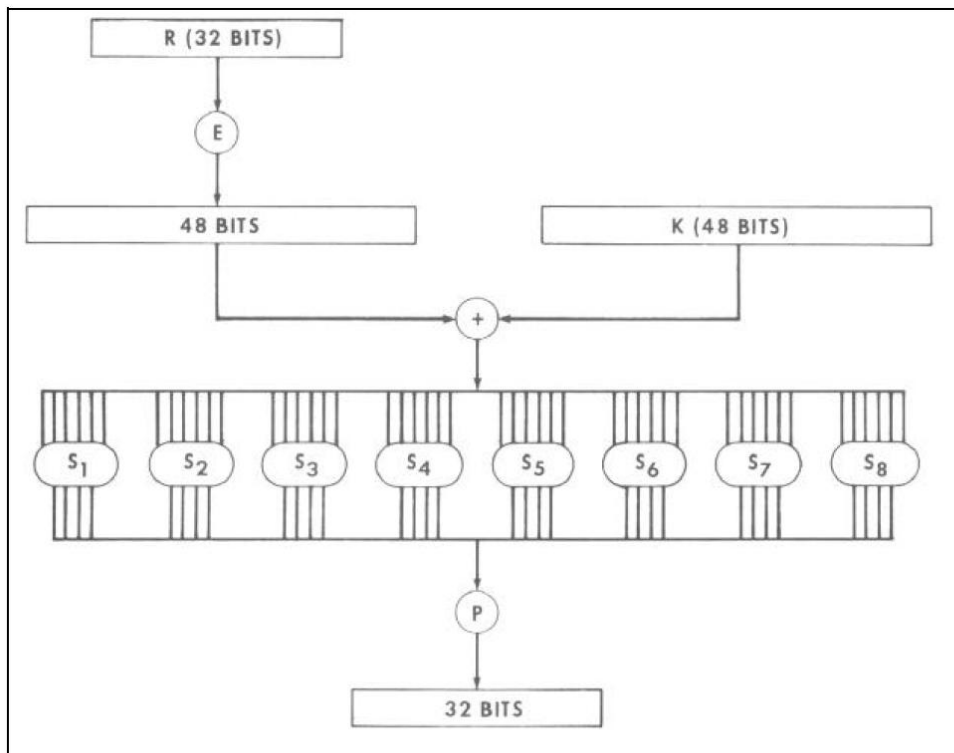 R (32 BITS)
E
48 BITS
K (48 BITS)
+
S1 S2 S3 S4 S5 S6 S7 S8
P
32 BITS